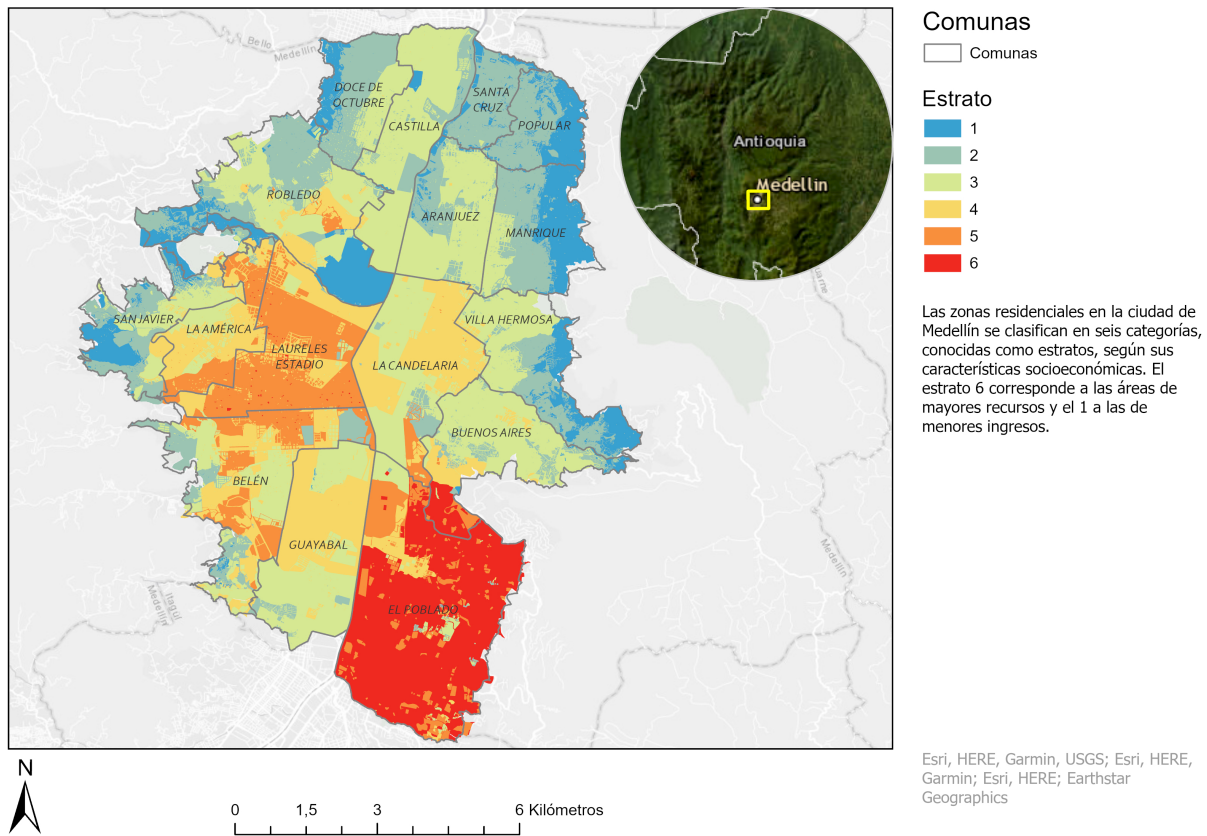 Bello
Medellín
DOCE DE
OCTUBRE
CASTILLA
SANTA
CRUZ
POPULAR
ROBLEDO
ARANJUEZ
MANRIQUE
SAN JAVIER
LA AMÉRICA
LAURELES
ESTADIO
LA CANDELARIA
VILLA HERMOSA
BUENOS AIRES
BELÉN
GUAYABAL
EL POBLADO
Itagüí
Medellín
Medellín
Antioquia
Medellin
Comunas
Comunas
Estrato
1
2
3
4
5
6
Las zonas residenciales en la ciudad de
Medellín se clasifican en seis categorías,
conocidas como estratos, según sus
características socioeconómicas. El
estrato 6 corresponde a las áreas de
mayores recursos y el 1 a las de
menores ingresos.
Esri, HERE, Garmin, USGS; Esri, HERE,
Garmin; Esri, HERE; Earthstar
Geographics
N
0 1,5 3 6 Kilómetros